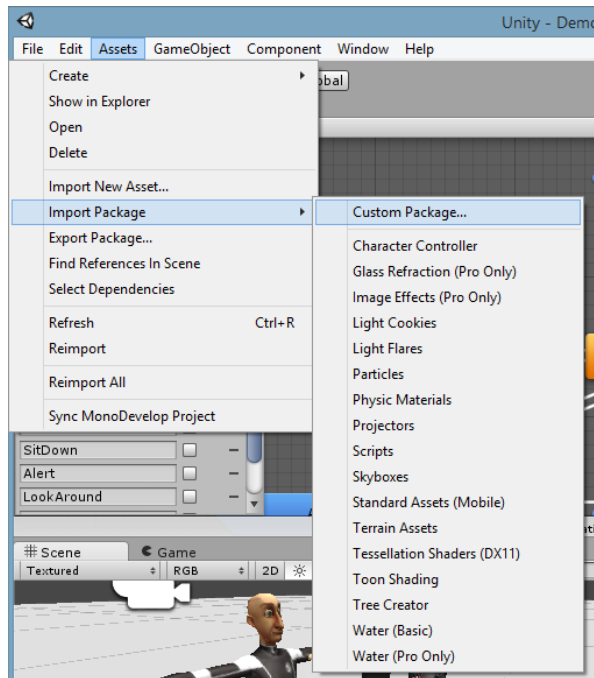 Unity - Demo
File Edit Assets GameObject Component Window Help
Create
Show in Explorer
Open
Delete
Import New Asset...
Import Package
Export Package...
Find References In Scene
Select Dependencies
Refresh Ctrl+R
Reimport
Reimport All
Sync MonoDevelop Project
Custom Package...
Character Controller
Glass Refraction (Pro Only)
Image Effects (Pro Only)
Light Cookies
Light Flares
Particles
Physic Materials
Projectors
Scripts
Skyboxes
Standard Assets (Mobile)
Terrain Assets
Tessellation Shaders (DX11)
Toon Shading
Tree Creator
Water (Basic)
Water (Pro Only)
SitDown
Alert
LookAround
Scene Game
Textured RGB 2D